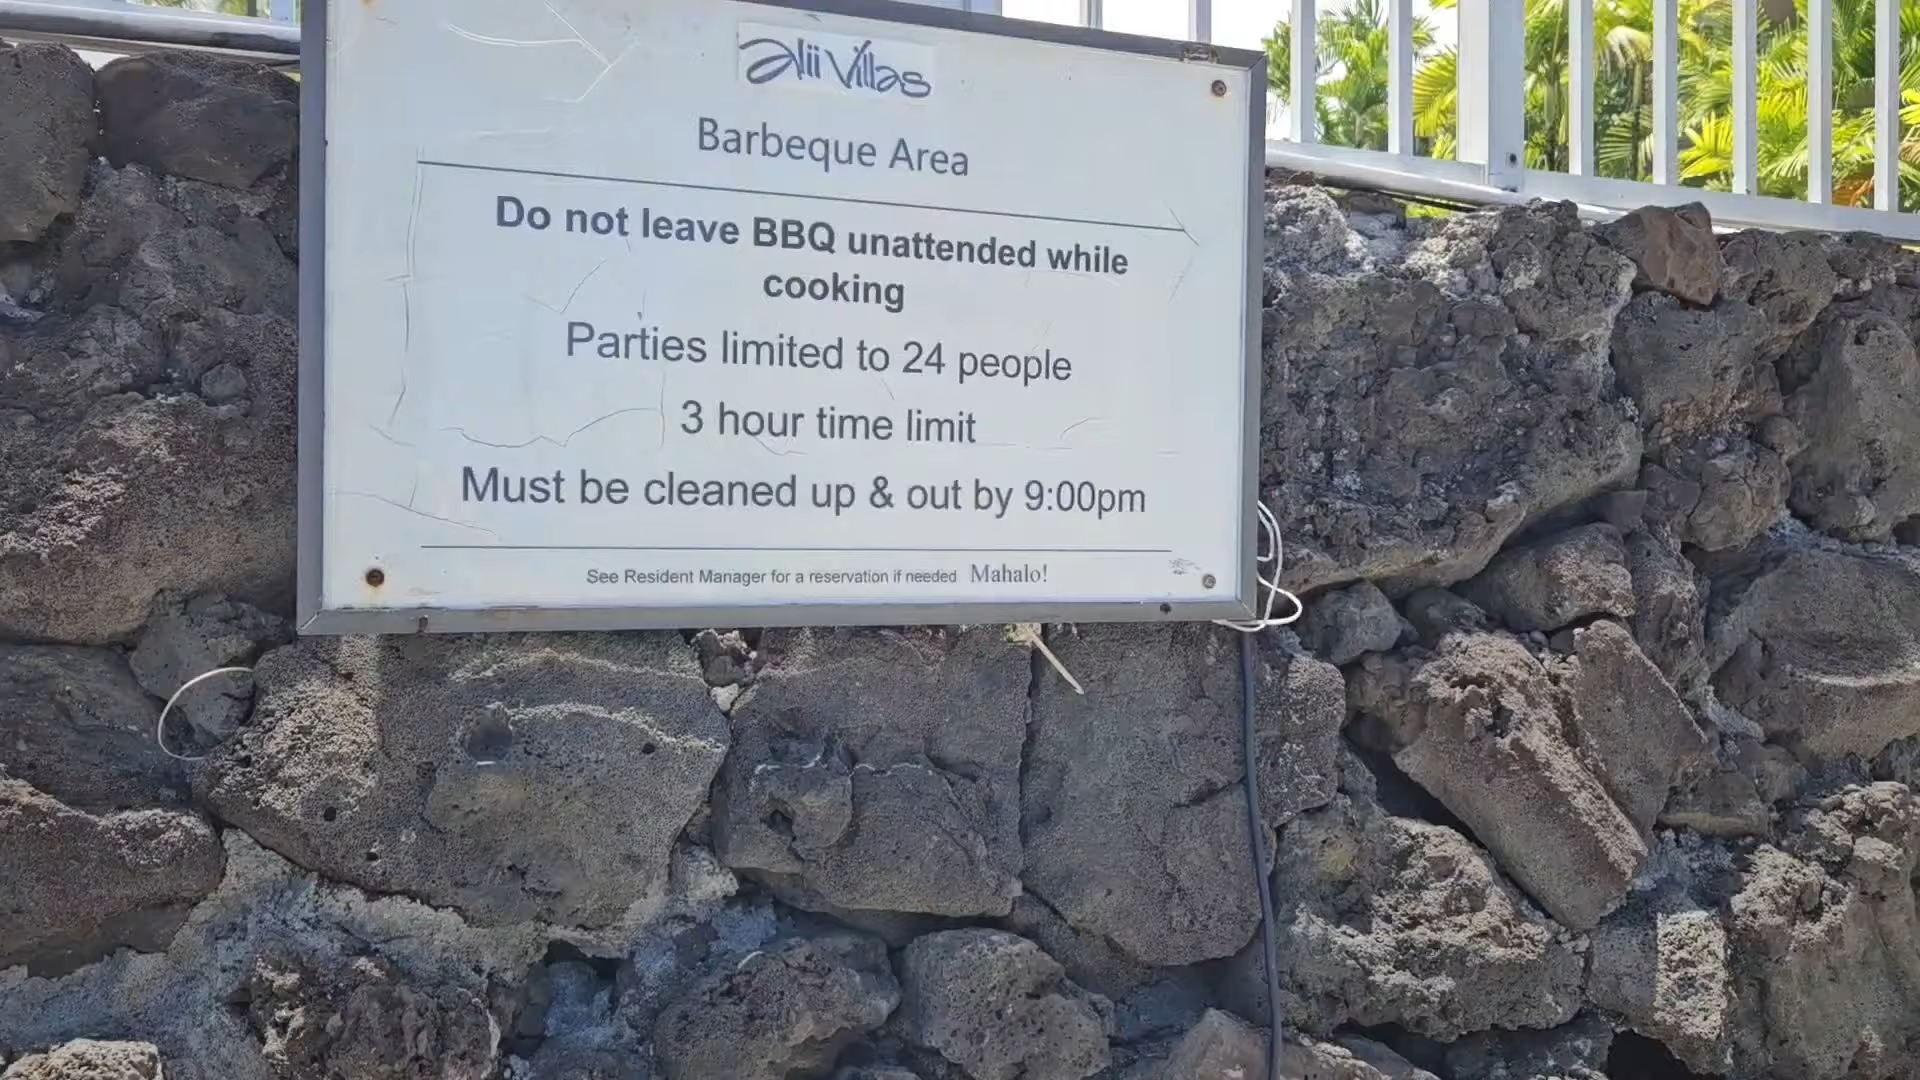 alii Villas
Barbeque Area
Do not leave BBQ unattended while
cooking
Parties limited to 24 people
3 hour time limit
Must be cleaned up & out by 9:00pm
See Resident Manager for a reservation if needed Mahalo!